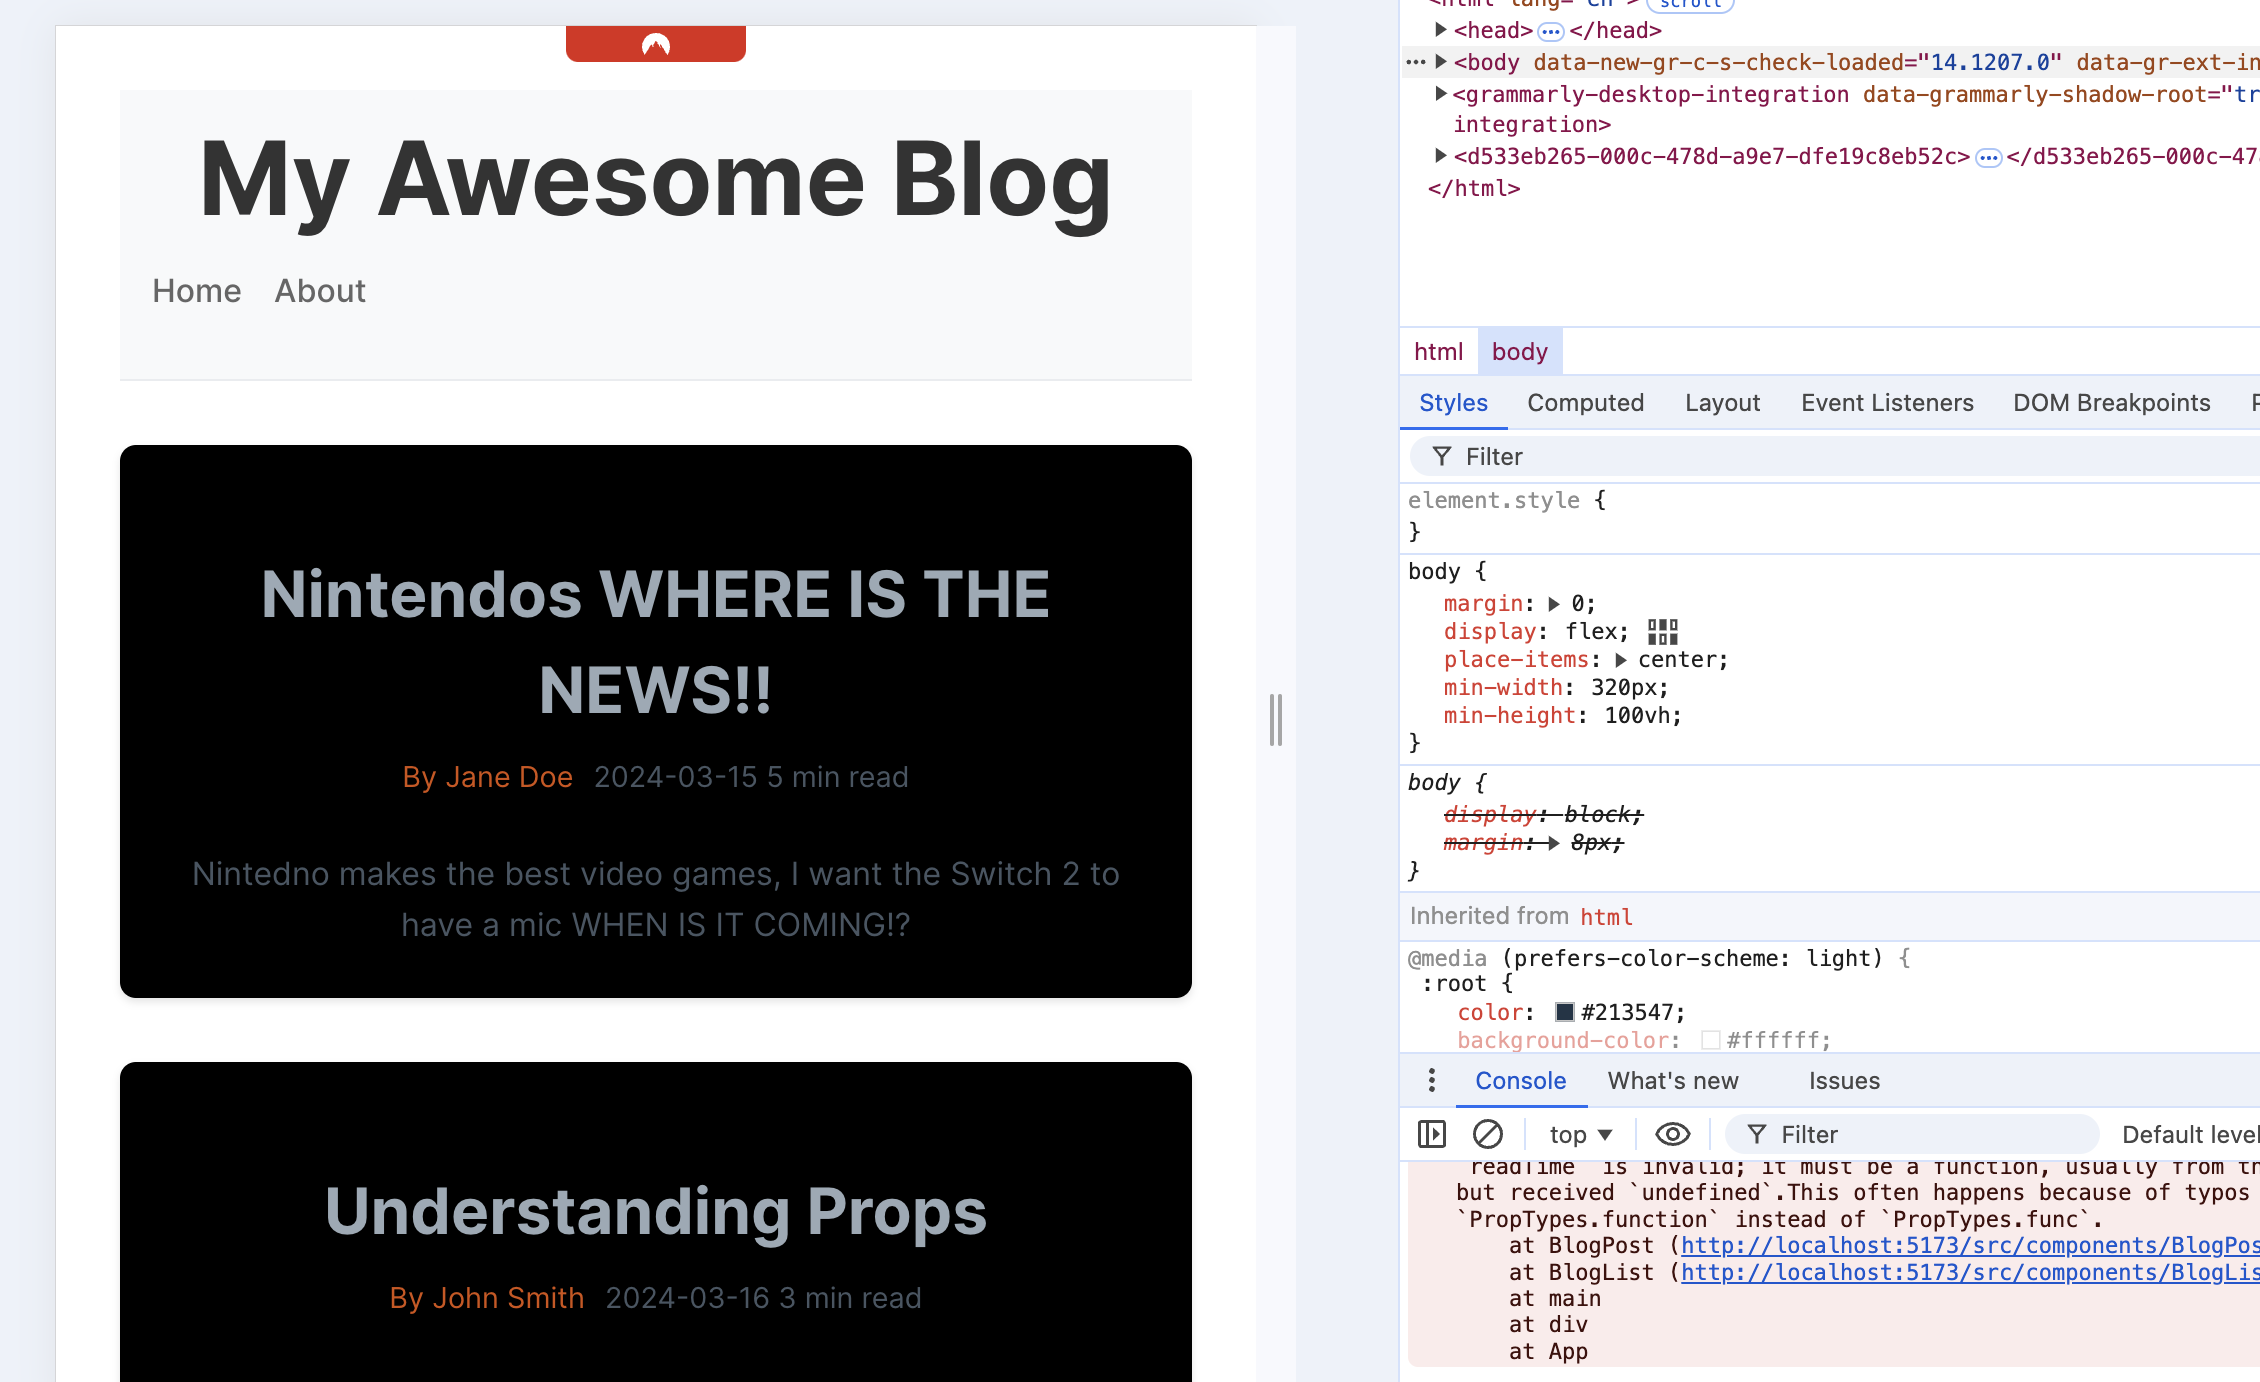 My Awesome Blog
Home About
Nintendos WHERE IS THE
NEWS!!
By Jane Doe 2024-03-15 5 min read
Nintedno makes the best video games, I want the Switch 2 to
have a mic WHEN IS IT COMING!?
Understanding Props
By John Smith 2024-03-16 3 min read
<html lang="en"> scroll
<head> ••• </head>
••• <body data-new-gr-c-s-check-loaded="14.1207.0" data-gr-ext-in
<grammarly-desktop-integration data-grammarly-shadow-root="tr
integration>
<d533eb265-000c-478d-a9e7-dfe19c8eb52c> ••• </d533eb265-000c-47
</html>
html body
Styles Computed Layout Event Listeners DOM Breakpoints P
Filter
element.style {
}
body {
margin: 0;
display: flex;
place-items: center;
min-width: 320px;
min-height: 100vh;
}
body {
display: block;
margin: 8px;
}
Inherited from html
@media (prefers-color-scheme: light) {
:root {
color: #213547;
background-color: #ffffff;
Console What's new Issues
top Filter Default level
`readTime` is invalid; it must be a function, usually from th
but received `undefined`.This often happens because of typos
`PropTypes.function` instead of `PropTypes.func`.
at BlogPost (http://localhost:5173/src/components/BlogPos
at BlogList (http://localhost:5173/src/components/BlogLis
at main
at div
at App